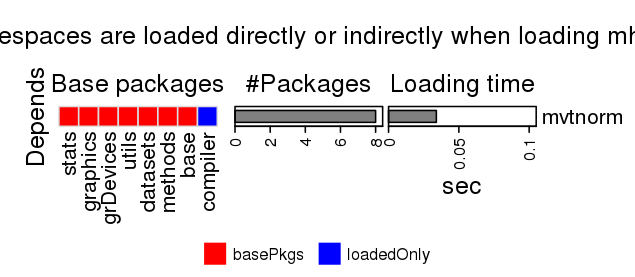 espaces are loaded directly or indirectly when loading mh
Base packages #Packages Loading time
Depends
mvtnorm
stats graphics grDevices utils datasets methods base compiler
0 2 4 6 8
0 0.05 0.1
sec
basePkgs loadedOnly